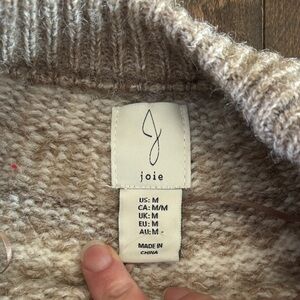 joie
US: M
CA: M/M
UK: M
EU: M
AU: M -
MADE IN
CHINA